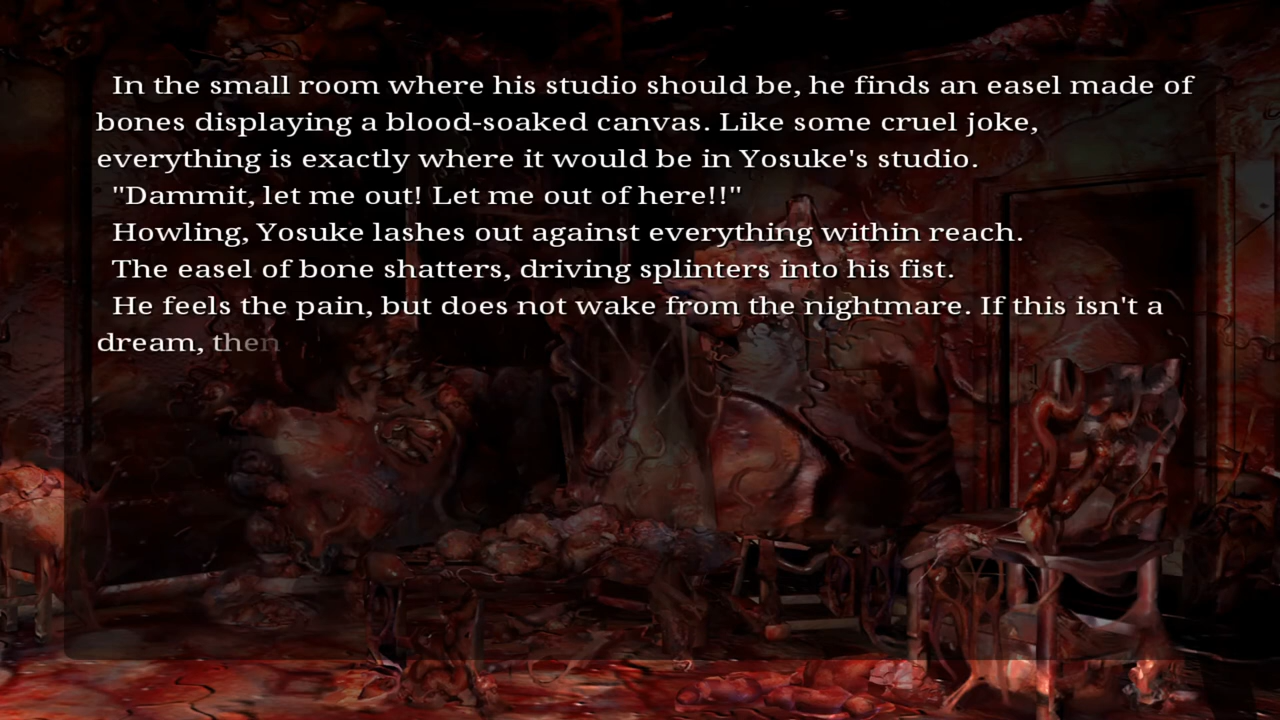 In the small room where his studio should be, he finds an easel made of
bones displaying a blood-soaked canvas. Like some cruel joke,
everything is exactly where it would be in Yosuke's studio.
"Dammit, let me out! Let me out of here!!"
Howling, Yosuke lashes out against everything within reach.
The easel of bone shatters, driving splinters into his fist.
He feels the pain, but does not wake from the nightmare. If this isn't a
dream, then